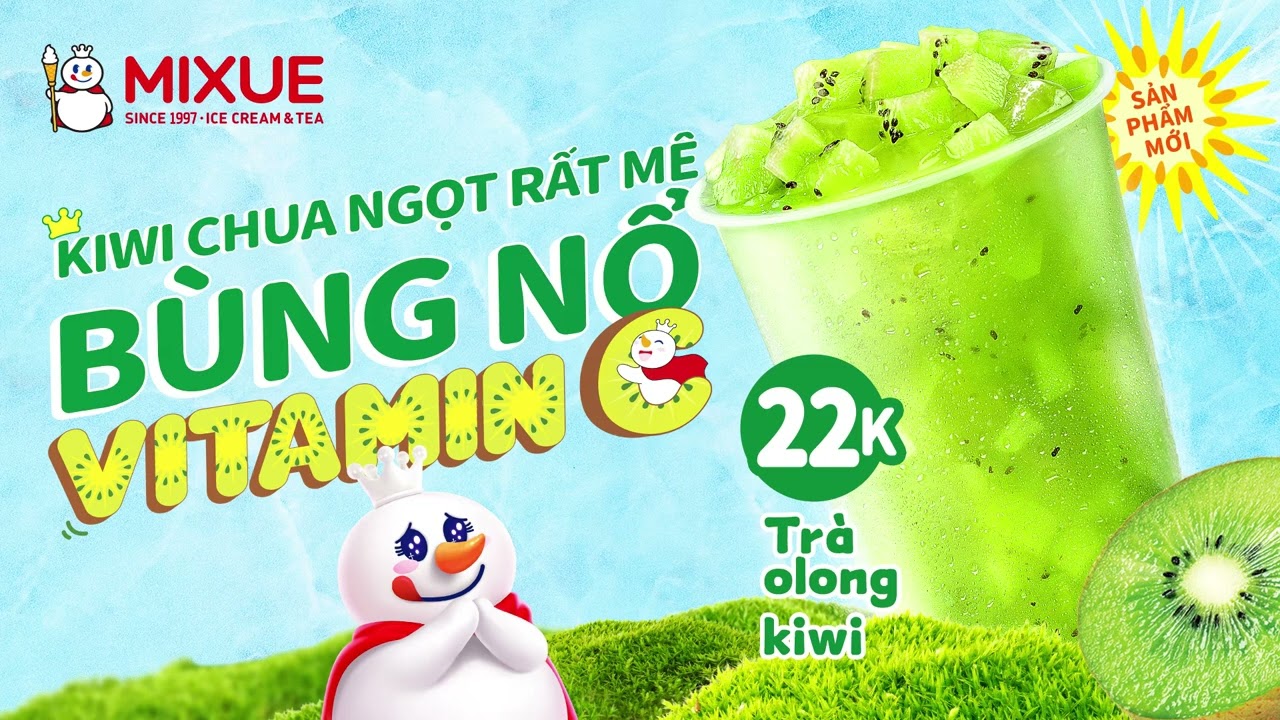 MIXUE
SINCE 1997 · ICE CREAM & TEA
KIWI CHUA NGỌT RẤT MÊ
BÙNG NỔ
VITAMIN C
SẢN
PHẨM
MỚI
22K
Trà
olong
kiwi